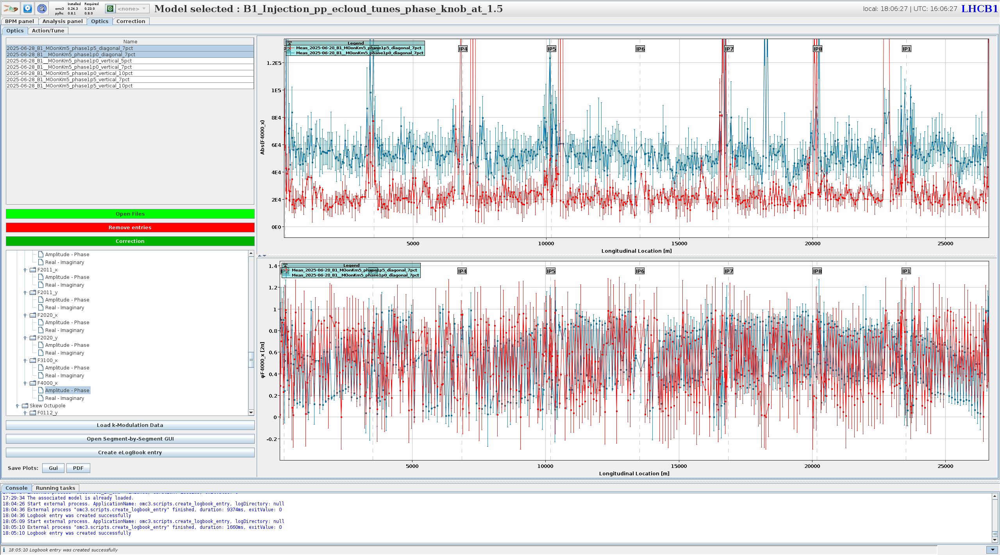 Installed Required
omc3 0.24.3 0.23.0
pylhc 0.8.1 0.8.0
<none>
Model selected : B1_Injection_pp_ecloud_tunes_phase_knob_at_1.5
local: 18:06:27 | UTC: 16:06:27 LHCB1
BPM panel Analysis panel Optics Correction
Optics Action/Tune
Name
2025-06-28_B1_MOonKm5_phase1p5_diagonal_7pct
2025-06-28_B1__MOonKm5_phase1p0_diagonal_7pct
2025-06-28_B1__MOonKm5_phase1p0_vertical_5pct
2025-06-28_B1__MOonKm5_phase1p0_vertical_7pct
2025-06-28_B1_MOonKm5_phase1p0_vertical_10pct
2025-06-28_B1_MOonKm5_phase1p5_vertical_7pct
2025-06-28_B1_MOonKm5_phase1p5_vertical_10pct
Open Files
Remove entries
Correction
Amplitude - Phase
Real - Imaginary
F2011_x
Amplitude - Phase
Real - Imaginary
F2011_y
Amplitude - Phase
Real - Imaginary
F2020_x
Amplitude - Phase
Real - Imaginary
F2020_y
Amplitude - Phase
Real - Imaginary
F3100_x
Amplitude - Phase
Real - Imaginary
F4000_x
Amplitude - Phase
Real - Imaginary
Skew Octupole
F0112_y
Load k-Modulation Data
Open Segment-by-Segment GUI
Create eLogBook entry
Save Plots: Gui PDF
Legend
Meas_2025-06-28_B1_MOonKm5_phase1p5_diagonal_7pct
Meas_2025-06-28_B1__MOonKm5_phase1p0_diagonal_7pct
IP2 IP3 IP4 IP5 IP6 IP7 IP8 IP1
Abs(F4000_x)
1.2E5
1E5
8E4
6E4
4E4
2E4
0E0
5000 10000 15000 20000 25000
Longitudinal Location [m]
Legend
Meas_2025-06-28_B1_MOonKm5_phase1p5_diagonal_7pct
Meas_2025-06-28_B1__MOonKm5_phase1p0_diagonal_7pct
IP2 IP3 IP4 IP5 IP6 IP7 IP8 IP1
φF4000_x [2π]
1.4
1.2
1
0.8
0.6
0.4
0.2
0
-0.2
5000 10000 15000 20000 25000
Longitudinal Location [m]
Console Running tasks
17:29:34 The associated model is already loaded.
18:04:26 Start external process. ApplicationName: omc3.scripts.create_logbook_entry, logDirectory: null
18:04:36 External process "omc3.scripts.create_logbook_entry" finished, duration: 9374ms, exitValue: 0
18:04:36 Logbook entry was created successfully
18:05:09 Start external process. ApplicationName: omc3.scripts.create_logbook_entry, logDirectory: null
18:05:10 External process "omc3.scripts.create_logbook_entry" finished, duration: 1660ms, exitValue: 0
18:05:10 Logbook entry was created successfully
18:05:10 Logbook entry was created successfully